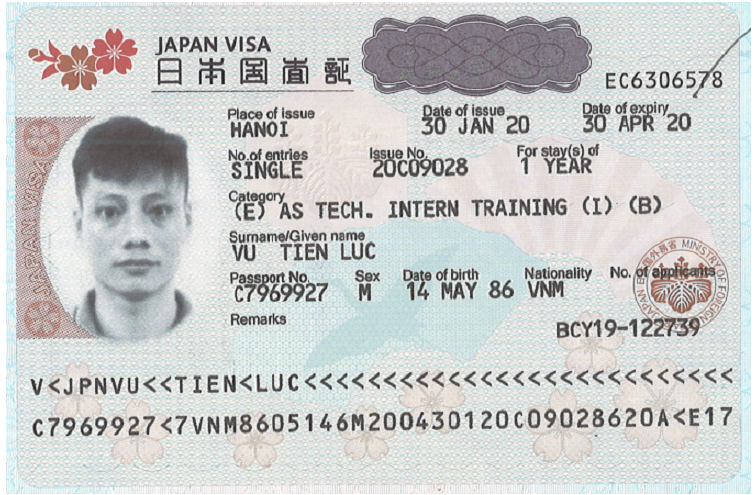 JAPAN VISA
日本国査証
EC6306578
Place of issue Date of issue Date of expiry
HANOI 30 JAN 20 30 APR 20
No.of entries Issue No. For stay(s) of
SINGLE 20C09028 1 YEAR
Category
(E) AS TECH. INTERN TRAINING (I) (B)
Surname/Given name
VU TIEN LUC
Passport No. Sex Date of birth Nationality No. of applicants
C7969927 M 14 MAY 86 VNM
Remarks
BCY19-122739
V<JPNVU<<TIEN<LUC<<<<<<<<<<<<<<<<<<<<<<<<<<<
C7969927<7VNM8605146M200430120C09028620A<E17
JAPAN VISA